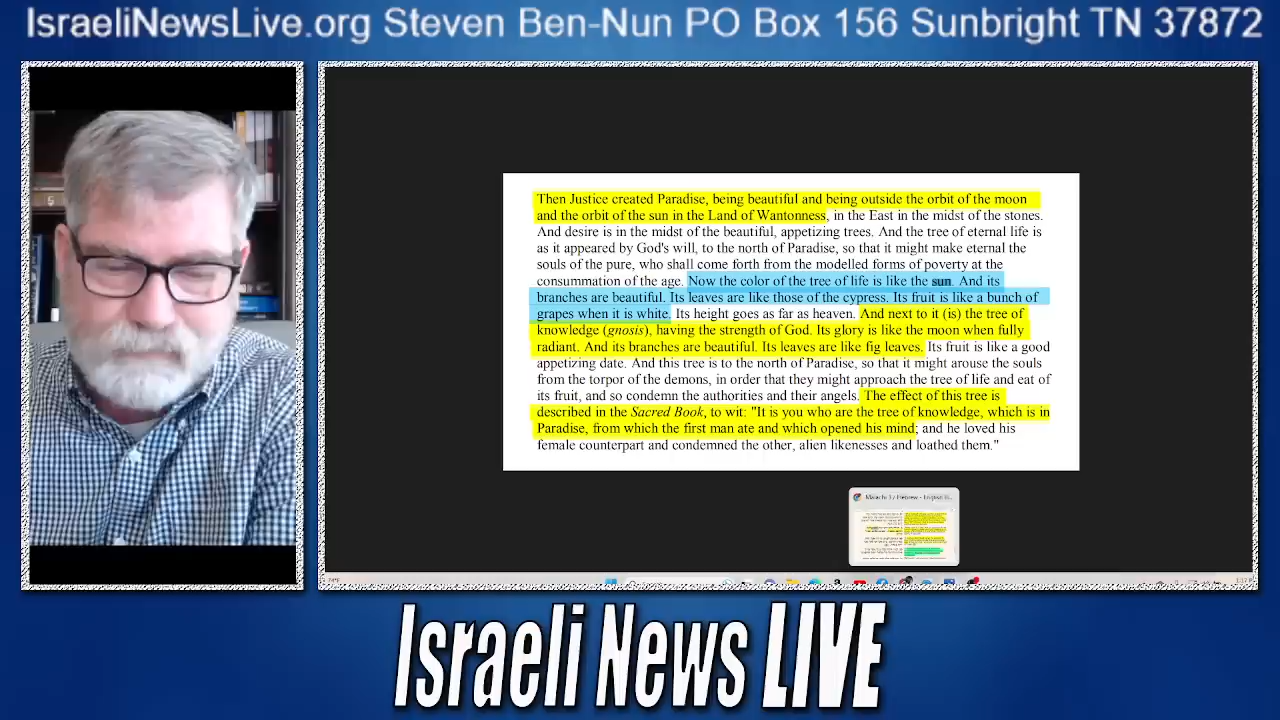 IsraeliNewsLive.org Steven Ben-Nun PO Box 156 Sunbright TN 37872
Then Justice created Paradise, being beautiful and being outside the orbit of the moon
and the orbit of the sun in the Land of Wantonness, in the East in the midst of the stones.
And desire is in the midst of the beautiful, appetizing trees. And the tree of eternal life is
as it appeared by God's will, to the north of Paradise, so that it might make eternal the
souls of the pure, who shall come forth from the modelled forms of poverty at the
consummation of the age. Now the color of the tree of life is like the sun. And its
branches are beautiful. Its leaves are like those of the cypress. Its fruit is like a bunch of
grapes when it is white. Its height goes as far as heaven. And next to it (is) the tree of
knowledge (gnosis), having the strength of God. Its glory is like the moon when fully
radiant. And its branches are beautiful. Its leaves are like fig leaves. Its fruit is like a good
appetizing date. And this tree is to the north of Paradise, so that it might arouse the souls
from the torpor of the demons, in order that they might approach the tree of life and eat of
its fruit, and so condemn the authorities and their angels. The effect of this tree is
described in the Sacred Book, to wit: "It is you who are the tree of knowledge, which is in
Paradise, from which the first man ate and which opened his mind; and he loved his
female counterpart and condemned the other, alien likenesses and loathed them."
Hebrew - English
Israeli News LIVE